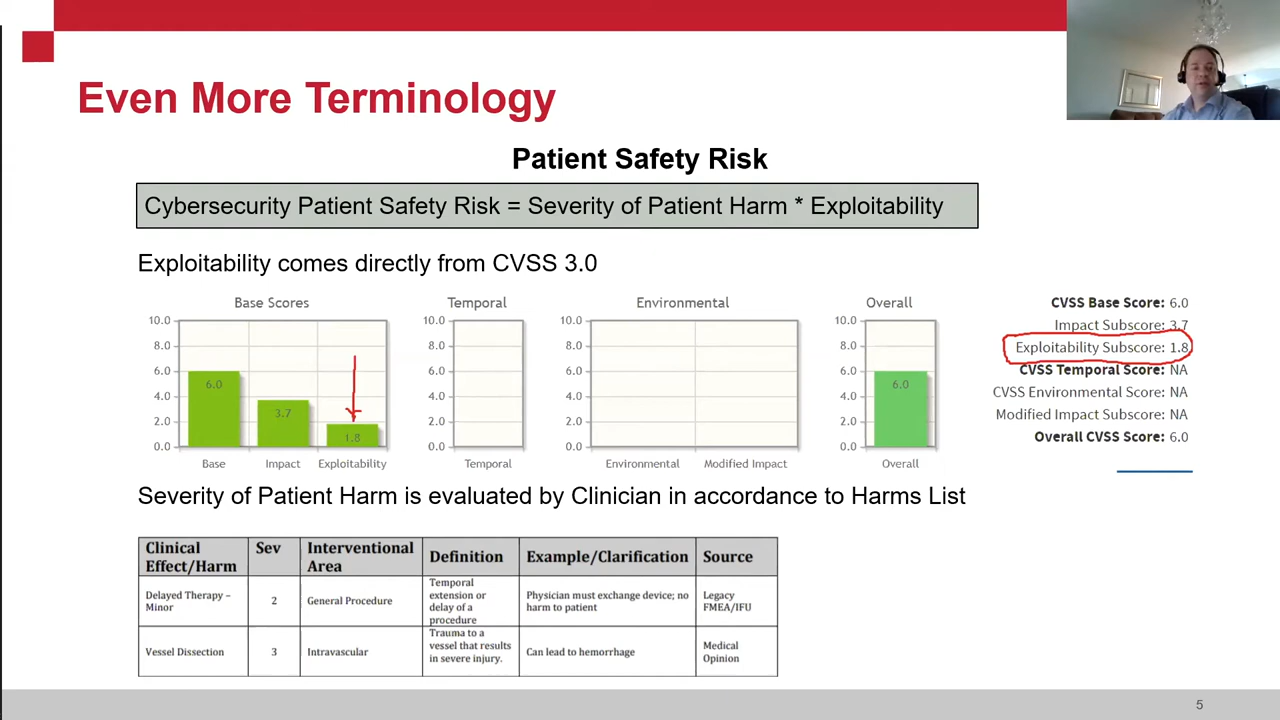 Even More Terminology
Patient Safety Risk
Cybersecurity Patient Safety Risk = Severity of Patient Harm * Exploitability
Exploitability comes directly from CVSS 3.0
Base Scores
10.0
8.0
6.0
4.0
2.0
0.0
6.0
3.7
1.8
Base Impact Exploitability
Temporal
10.0
8.0
6.0
4.0
2.0
0.0
Temporal
Environmental
10.0
8.0
6.0
4.0
2.0
0.0
Environmental Modified Impact
Overall
10.0
8.0
6.0
4.0
2.0
0.0
6.0
Overall
CVSS Base Score: 6.0
Impact Subscore: 3.7
Exploitability Subscore: 1.8
CVSS Temporal Score: NA
CVSS Environmental Score: NA
Modified Impact Subscore: NA
Overall CVSS Score: 6.0
Severity of Patient Harm is evaluated by Clinician in accordance to Harms List
Clinical
Effect/Harm
Sev
Interventional
Area
Definition
Example/Clarification
Source
Delayed Therapy –
Minor
2
General Procedure
Temporal
extension or
delay of a
procedure
Physician must exchange device; no
harm to patient
Legacy
FMEA/IFU
Vessel Dissection
3
Intravascular
Trauma to a
vessel that results
in severe injury.
Can lead to hemorrhage
Medical
Opinion
5